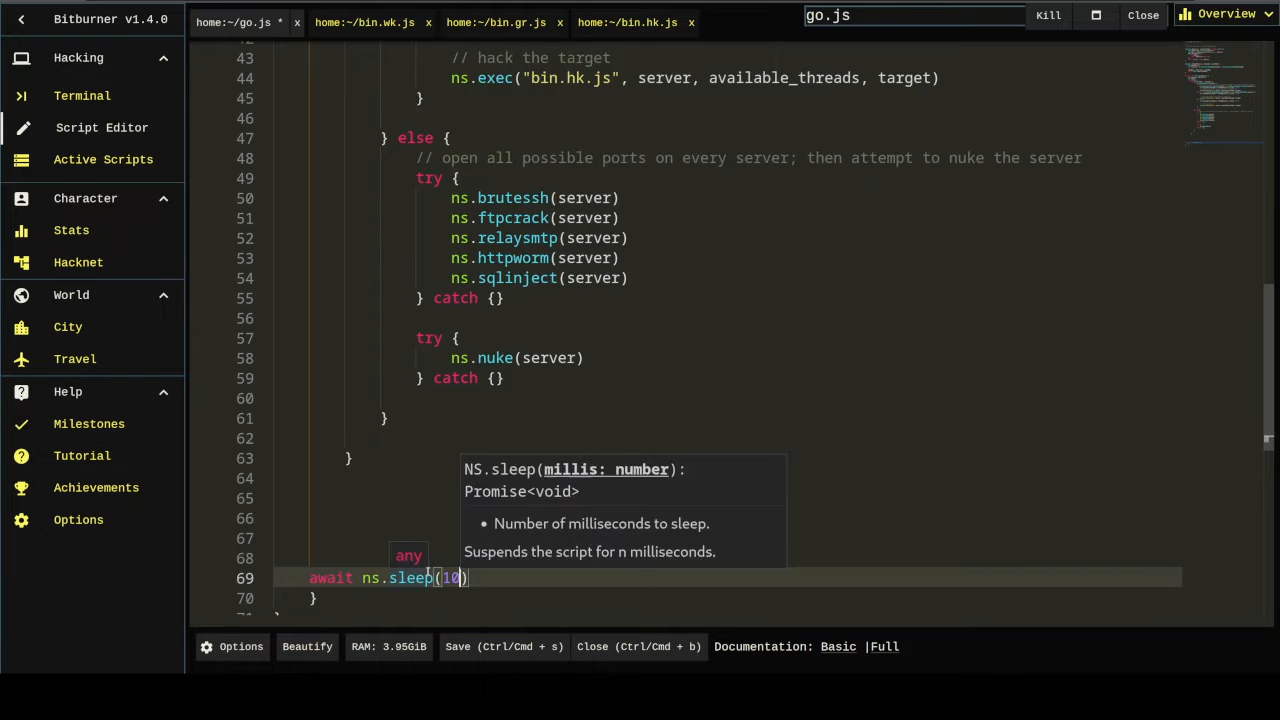 Bitburner v1.4.0
home:~/go.js * x
home:~/bin.wk.js x
home:~/bin.gr.js x
home:~/bin.hk.js x
go.js
Kill
Close
Overview
Hacking
Terminal
Script Editor
Active Scripts
Character
Stats
Hacknet
World
City
Travel
Help
Milestones
Tutorial
Achievements
Options
43 // hack the target
44 ns.exec("bin.hk.js", server, available_threads, target)
45 }
46
47 } else {
48 // open all possible ports on every server; then attempt to nuke the server
49 try {
50 ns.brutessh(server)
51 ns.ftpcrack(server)
52 ns.relaysmtp(server)
53 ns.httpworm(server)
54 ns.sqlinject(server)
55 } catch {}
56
57 try {
58 ns.nuke(server)
59 } catch {}
60
61 }
62
63 }
64
65
66
67
68
69 await ns.sleep(10)
70 }
NS.sleep(millis: number):
Promise<void>
• Number of milliseconds to sleep.
Suspends the script for n milliseconds.
any
Options
Beautify
RAM: 3.95GiB
Save (Ctrl/Cmd + s)
Close (Ctrl/Cmd + b)
Documentation: Basic |Full